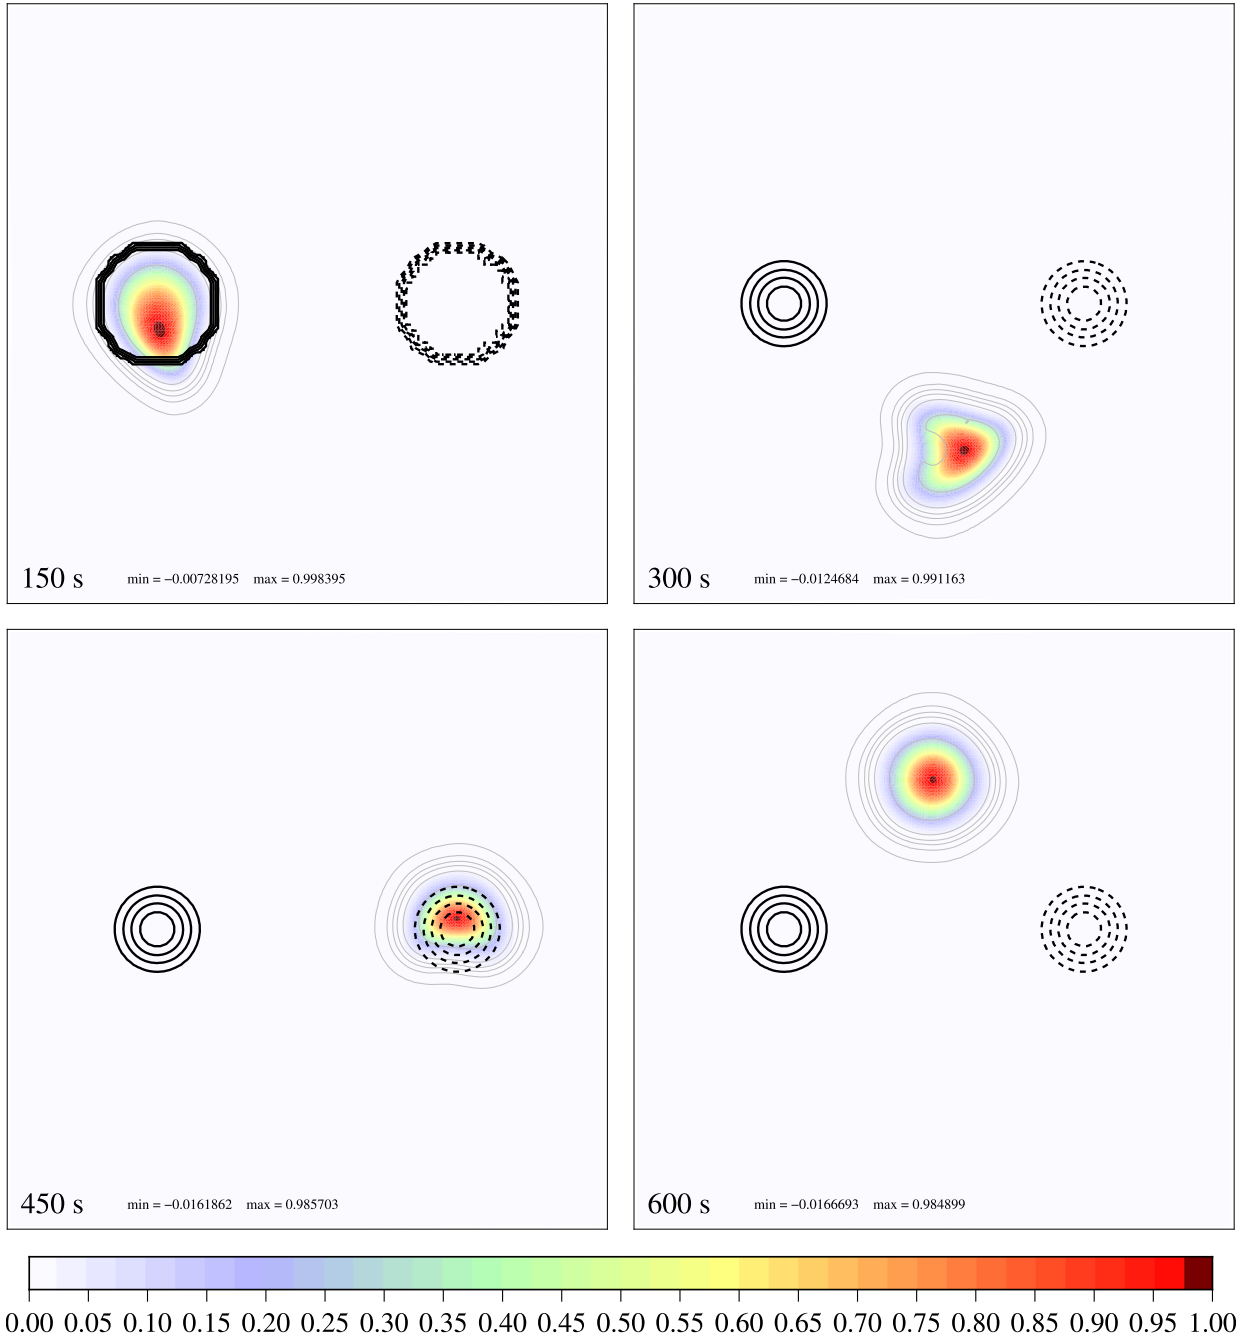 150 s min = −0.00728195 max = 0.998395
300 s min = −0.0124684 max = 0.991163
450 s min = −0.0161862 max = 0.985703
600 s min = −0.0166693 max = 0.984899
0.00 0.05 0.10 0.15 0.20 0.25 0.30 0.35 0.40 0.45 0.50 0.55 0.60 0.65 0.70 0.75 0.80 0.85 0.90 0.95 1.00